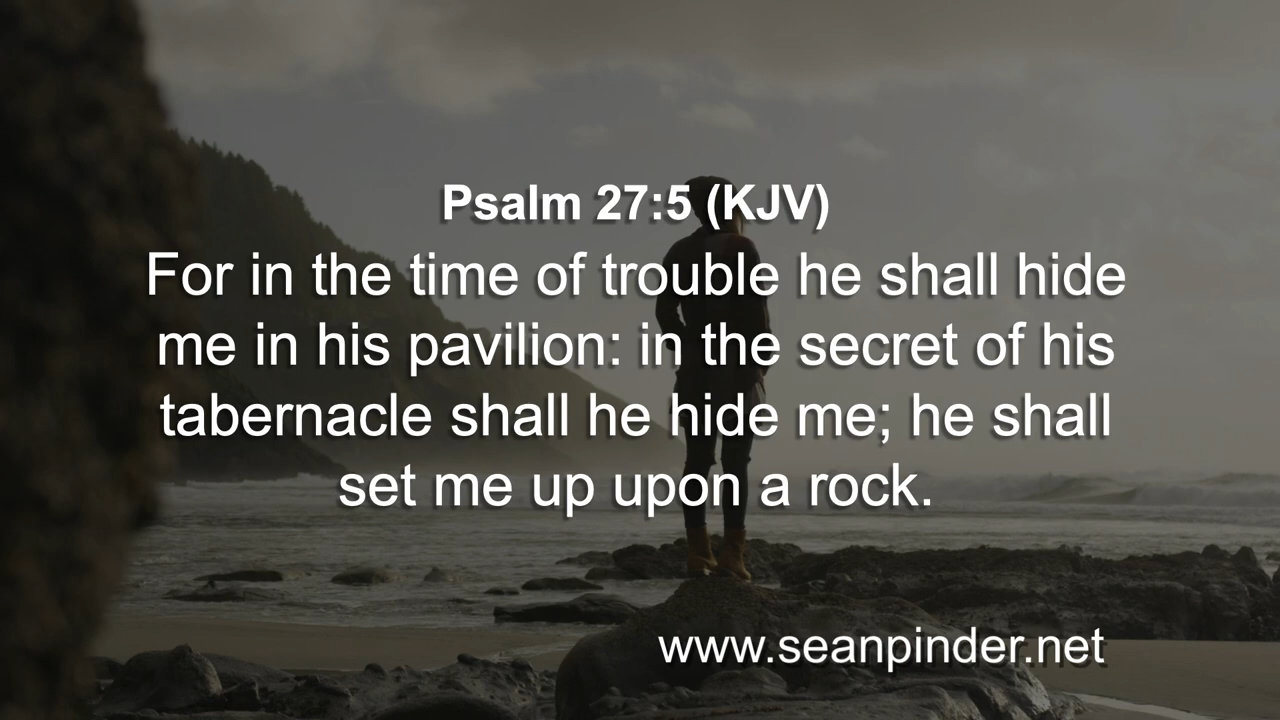 Psalm 27:5 (KJV)
For in the time of trouble he shall hide
me in his pavilion: in the secret of his
tabernacle shall he hide me; he shall
set me up upon a rock.
www.seanpinder.net